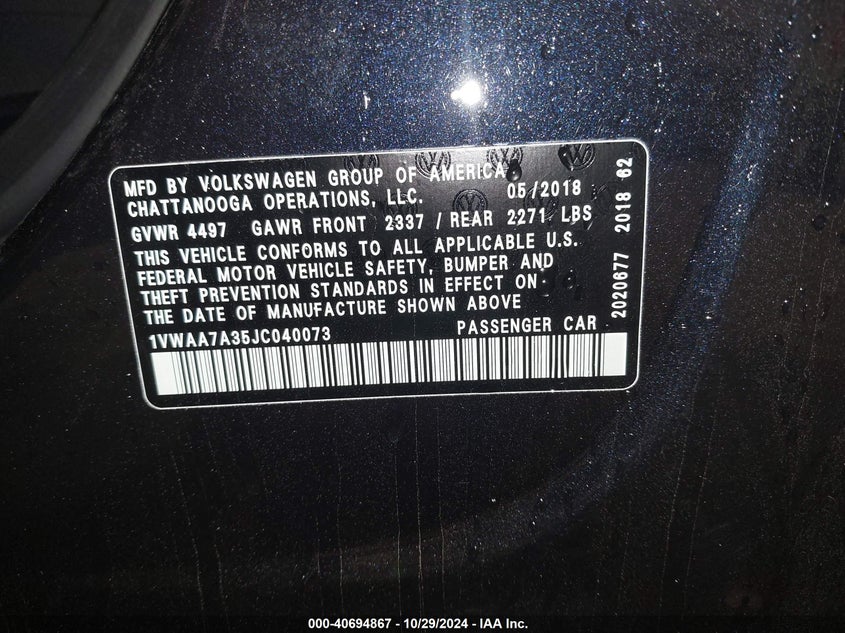 MFD BY VOLKSWAGEN GROUP OF AMERICA
CHATTANOOGA OPERATIONS, LLC. 05/2018
GVWR 4497 GAWR FRONT 2337 / REAR 2271 LBS
THIS VEHICLE CONFORMS TO ALL APPLICABLE U.S.
FEDERAL MOTOR VEHICLE SAFETY, BUMPER AND
THEFT PREVENTION STANDARDS IN EFFECT ON
THE DATE OF MANUFACTURE SHOWN ABOVE
1VWAA7A35JC040073 PASSENGER CAR
2020677 2018 62
000-40694867 - 10/29/2024 - IAA Inc.